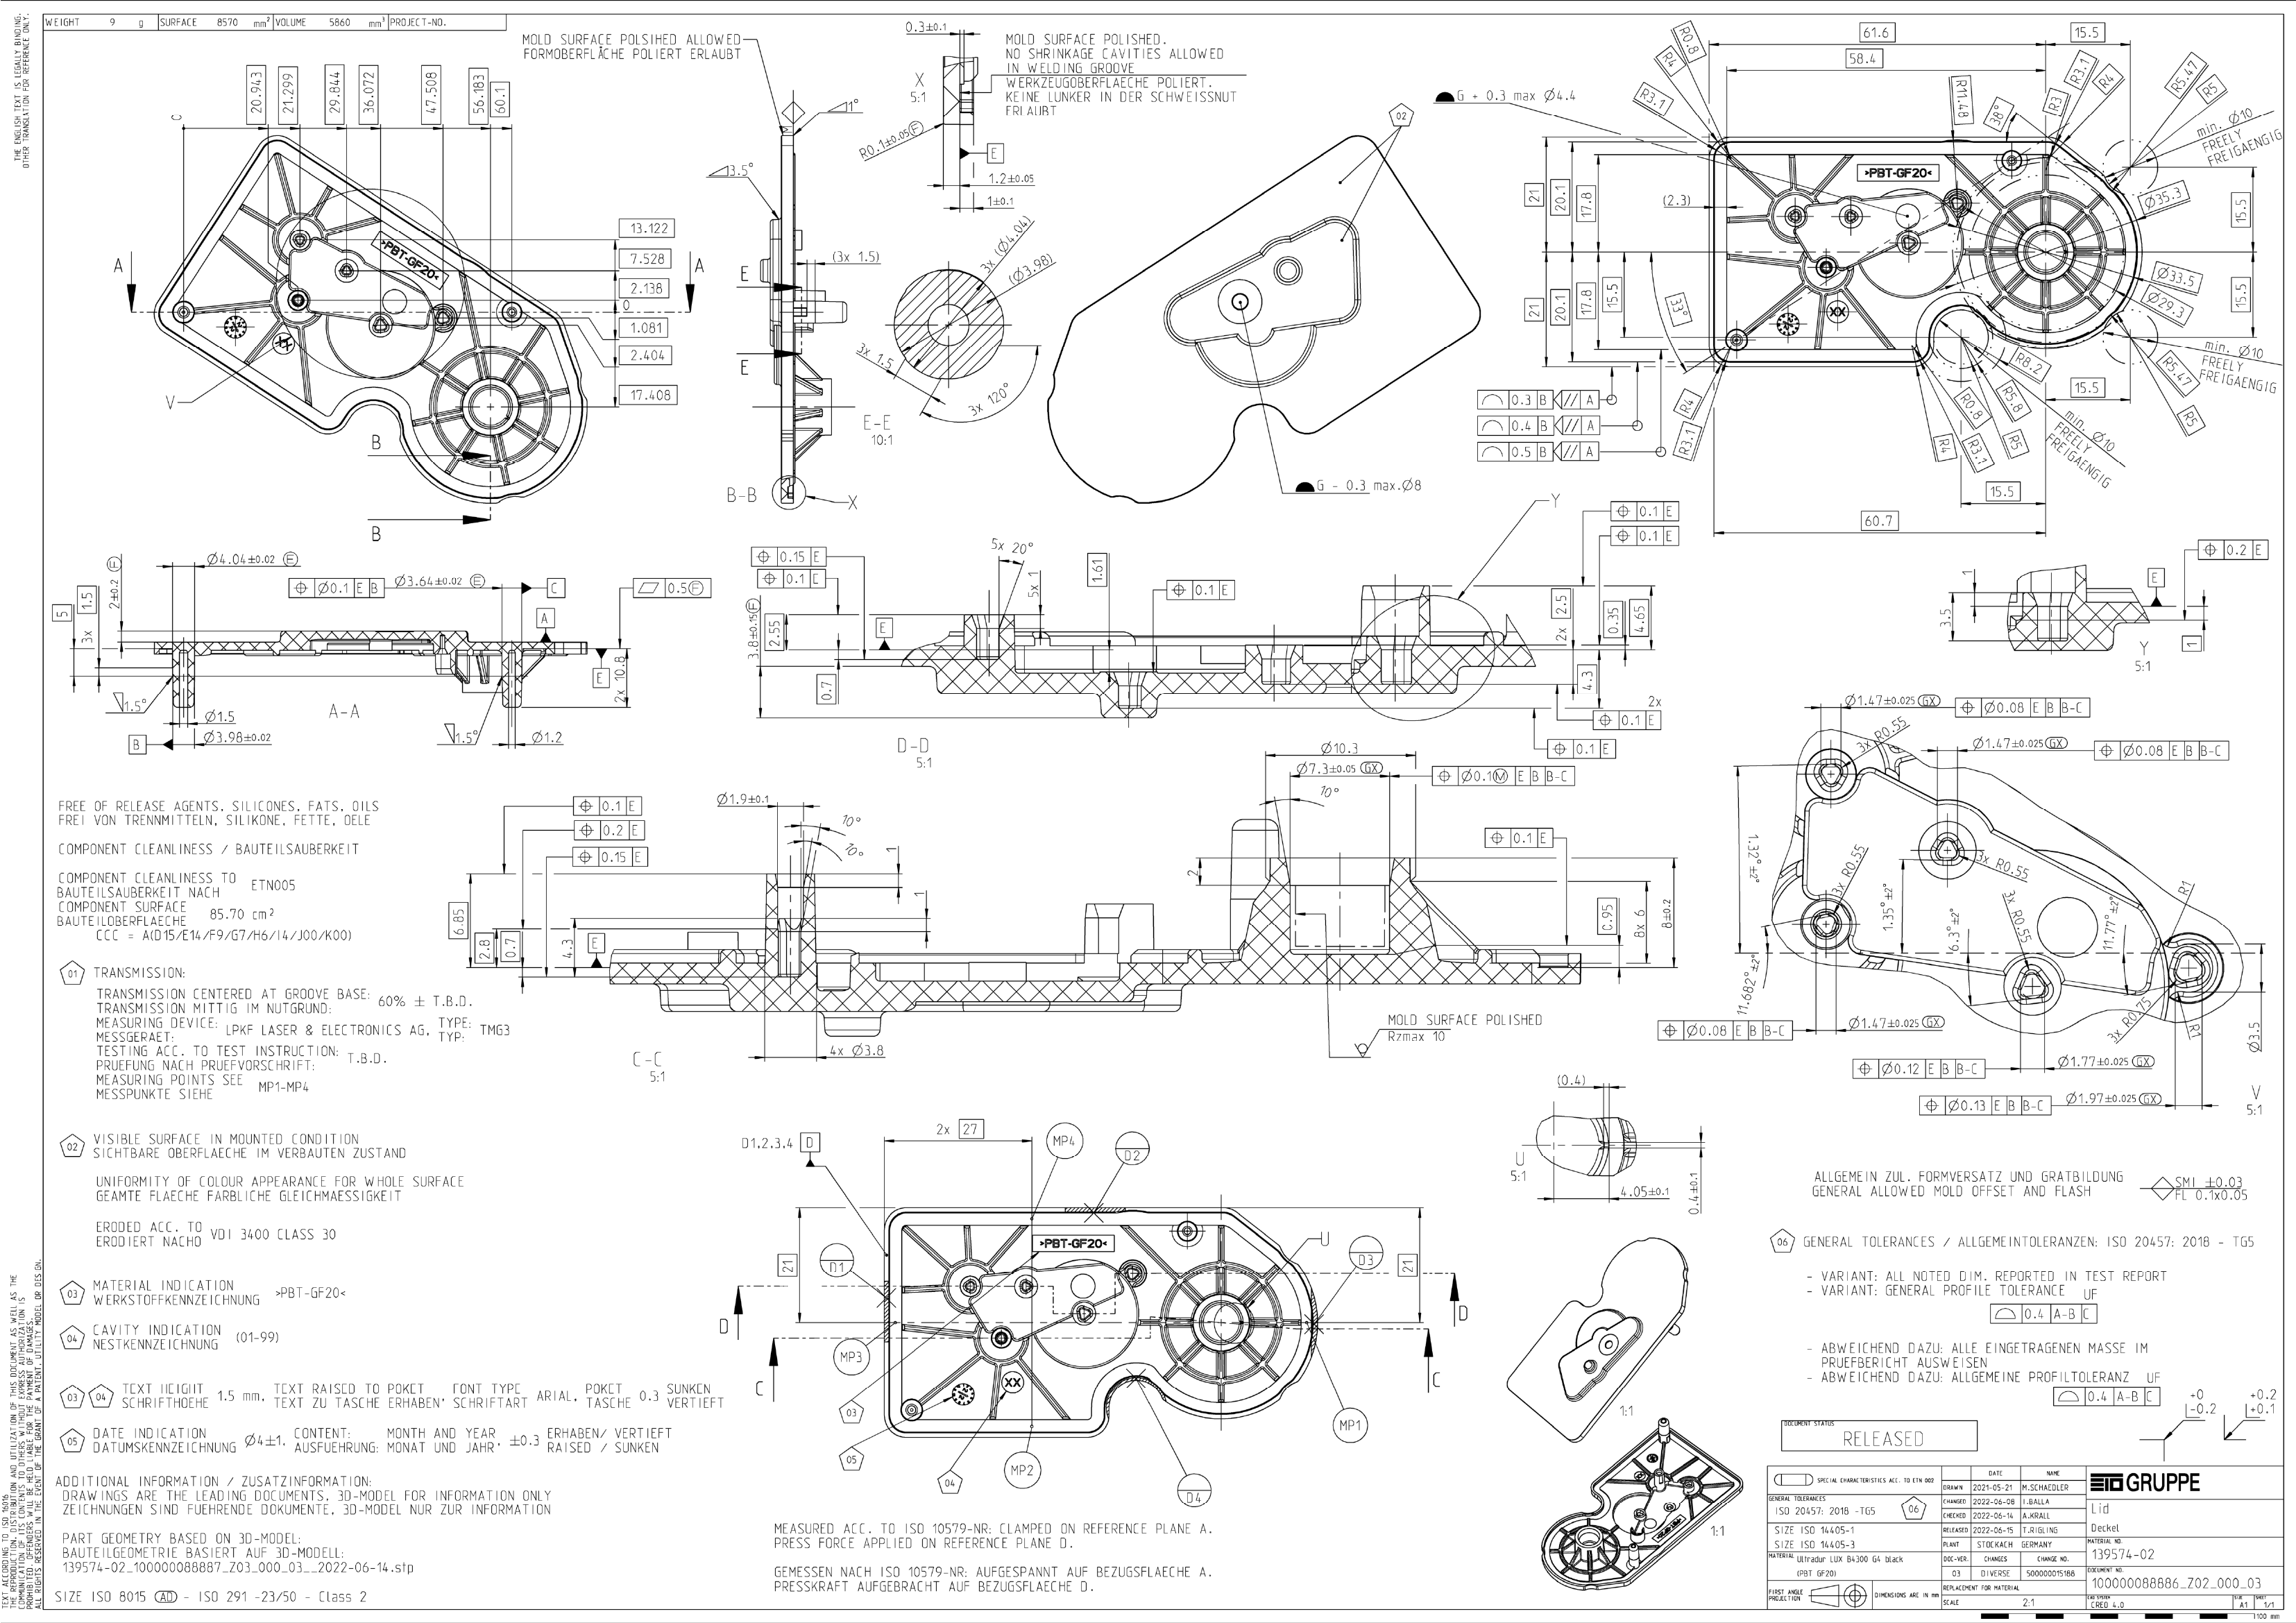 WEIGHT 9 g SURFACE 8570 mm² VOLUME 5860 mm³ PROJECT-NO.
THE ENGLISH TEXT IS LEGALLY BINDING.
OTHER TRANSLATION FOR REFERENCE ONLY.
MOLD SURFACE POLSIHED ALLOWED
FORMOBERFLÄCHE POLIERT ERLAUBT
0.3±0.1
X
5:1
MOLD SURFACE POLISHED.
NO SHRINKAGE CAVITIES ALLOWED
IN WELDING GROOVE
WERKZEUGOBERFLAECHE POLIERT.
KEINE LUNKER IN DER SCHWEISSNUT
ERLAUBT
R0.1±0.05 F
E
1.2±0.05
1±0.1
C
20.943
21.299
29.844
36.072
47.508
56.183
60.1
13.122
7.528
2.138
0
1.081
2.404
17.408
A
A
>PBT-GF20<
V
B
B
1°
3.5°
(3x 1.5)
E
E
B-B
X
3x (Ø4.04)
(Ø3.98)
3x 1.5
3x 120°
E-E
10:1
02
G - 0.3 max.Ø8
G + 0.3 max Ø4.4
61.6
15.5
58.4
R0.8
R4
R3.1
R11.48
38°
R3
R3.1
R4
R5.47
R5
min. Ø10
FREELY
FREIGAENGIG
21
20.1
17.8
(2.3)
>PBT-GF20<
Ø35.3
15.5
21
20.1
17.8
15.5
33°
XX
Ø33.5
Ø29.3
15.5
min. Ø10
FREELY
FREIGAENGIG
R8.2
R5.47
R5
15.5
R4
R3.1
R5.8
R0.8
R5
R4
R3.1
min. Ø10
FREELY
FREIGAENGIG
0.3 B // A
0.4 B // A
0.5 B // A
15.5
60.7
Ø4.04±0.02 E
Ø0.1 E B
Ø3.64±0.02 E
C
0.5 F
5
1.5
3x
2±0.2 F
A
E
2x 10.8
1.5°
Ø1.5
B
Ø3.98±0.02
A-A
1.5°
Ø1.2
0.15 E
5x 20°
5x 1
1.61
0.1 E
Y
0.1 E
0.1 E
3.8±0.15 F
2.55
E
0.7
2x 2.5
0.35
4.65
4.3
2x
0.1 E
0.1 E
D-D
5:1
0.2 E
1
E
3.5
1
Y
5:1
FREE OF RELEASE AGENTS, SILICONES, FATS, OILS
FREI VON TRENNMITTELN, SILIKONE, FETTE, OELE
COMPONENT CLEANLINESS / BAUTEILSAUBERKEIT
COMPONENT CLEANLINESS TO
BAUTEILSAUBERKEIT NACH ETN005
COMPONENT SURFACE
BAUTEILOBERFLAECHE 85.70 cm²
CCC = A(D15/E14/F9/G7/H6/I4/J00/K00)
01 TRANSMISSION:
TRANSMISSION CENTERED AT GROOVE BASE: 60% ± T.B.D.
TRANSMISSION MITTIG IM NUTGRUND:
MEASURING DEVICE: LPKF LASER & ELECTRONICS AG, TYPE: TMG3
MESSGERAET: TYP:
TESTING ACC. TO TEST INSTRUCTION: T.B.D.
PRUEFUNG NACH PRUEFVORSCHRIFT:
MEASURING POINTS SEE MP1-MP4
MESSPUNKTE SIEHE
0.1 E
0.2 E
0.15 E
Ø1.9±0.1
10°
10°
1
1
6.85
2.8
0.7
4.3
E
Ø10.3
Ø7.3±0.05 GX
Ø0.1 M E B B-C
10°
0.1 E
2
8x 6
8±0.2
4x Ø3.8
MOLD SURFACE POLISHED
Rzmax 10
C-C
5:1
Ø1.47±0.025 GX
Ø0.08 E B B-C
3x R0.55
Ø1.47±0.025 GX
Ø0.08 E B B-C
1.32°±2°
3x R0.55
3x R0.55
3x R0.55
1.35°±2°
6.3°±2°
11.77°±2°
R1
11.682°±2°
3x R0.75
R1
Ø3.5
Ø0.08 E B B-C
Ø1.47±0.025 GX
Ø0.12 E B B-C
Ø1.77±0.025 GX
Ø0.13 E B B-C
Ø1.97±0.025 GX
V
5:1
02 VISIBLE SURFACE IN MOUNTED CONDITION
SICHTBARE OBERFLAECHE IM VERBAUTEN ZUSTAND
UNIFORMITY OF COLOUR APPEARANCE FOR WHOLE SURFACE
GEAMTE FLAECHE FARBLICHE GLEICHMAESSIGKEIT
ERODED ACC. TO
ERODIERT NACHO VDI 3400 CLASS 30
03 MATERIAL INDICATION
WERKSTOFFKENNZEICHNUNG >PBT-GF20<
04 CAVITY INDICATION
NESTKENNZEICHNUNG (01-99)
03 04 TEXT HEIGHT 1.5 mm, TEXT RAISED TO POKET FONT TYPE ARIAL, POKET 0.3 SUNKEN
SCHRIFTHOEHE TEXT ZU TASCHE ERHABEN, SCHRIFTART TASCHE VERTIEFT
05 DATE INDICATION Ø4±1, CONTENT: MONTH AND YEAR ±0.3 ERHABEN/ VERTIEFT
DATUMSKENNZEICHNUNG AUSFUEHRUNG: MONAT UND JAHR, RAISED / SUNKEN
ADDITIONAL INFORMATION / ZUSATZINFORMATION:
DRAWINGS ARE THE LEADING DOCUMENTS, 3D-MODEL FOR INFORMATION ONLY
ZEICHNUNGEN SIND FUEHRENDE DOKUMENTE, 3D-MODELL NUR ZUR INFORMATION
PART GEOMETRY BASED ON 3D-MODEL:
BAUTEILGEOMETRIE BASIERT AUF 3D-MODELL:
139574-02_100000088887_Z03_000_03__2022-06-14.stp
SIZE ISO 8015 AD - ISO 291 -23/50 - Class 2
D1,2,3,4 D
2x 27
MP4
D2
21
D1
>PBT-GF20<
U
D3
21
D
D
MP3
C
C
XX
03
05
04
MP2
MP1
D4
MEASURED ACC. TO ISO 10579-NR: CLAMPED ON REFERENCE PLANE A.
PRESS FORCE APPLIED ON REFERENCE PLANE D.
GEMESSEN NACH ISO 10579-NR: AUFGESPANNT AUF BEZUGSFLAECHE A.
PRESSKRAFT AUFGEBRACHT AUF BEZUGSFLAECHE D.
(0.4)
U
5:1
4.05±0.1
0.4±0.1
1:1
1:1
ALLGEMEIN ZUL. FORMVERSATZ UND GRATBILDUNG
GENERAL ALLOWED MOLD OFFSET AND FLASH
SMI ±0.03
FL 0.1x0.05
06 GENERAL TOLERANCES / ALLGEMEINTOLERANZEN: ISO 20457: 2018 - TG5
- VARIANT: ALL NOTED DIM. REPORTED IN TEST REPORT
- VARIANT: GENERAL PROFILE TOLERANCE UF
0.4 A-B C
- ABWEICHEND DAZU: ALLE EINGETRAGENEN MASSE IM
PRUEFBERICHT AUSWEISEN
- ABWEICHEND DAZU: ALLGEMEINE PROFILTOLERANZ UF
0.4 A-B C
+0
-0.2
+0.2
+0.1
DOCUMENT STATUS
RELEASED
SPECIAL CHARACTERISTICS ACC. TO ETN 002
GENERAL TOLERANCES
ISO 20457: 2018 -TG5 06
SIZE ISO 14405-1
SIZE ISO 14405-3
MATERIAL Ultradur LUX B4300 G4 black
(PBT GF20)
FIRST ANGLE
PROJECTION
DIMENSIONS ARE IN mm
DATE NAME
DRAWN 2021-05-21 M.SCHAEDLER
CHANGED 2022-06-08 I.BALLA
CHECKED 2022-06-14 A.KRALL
RELEASED 2022-06-15 T.RIGLING
PLANT STOCKACH GERMANY
DOC-VER. CHANGES CHANGE NO.
03 DIVERSE 500000015188
REPLACEMENT FOR MATERIAL
SCALE 2:1
ETO GRUPPE
Lid
Deckel
MATERIAL NO.
139574-02
DOCUMENT NO.
100000088886_Z02_000_03
CAD SYSTEM
CREO 4.0
SIZE A1
SHEET 1/1
100 mm
TEXT ACCORDING TO ISO 16016
THE REPRODUCTION, DISTRIBUTION AND UTILIZATION OF THIS DOCUMENT AS WELL AS THE
COMMUNICATION OF ITS CONTENTS TO OTHERS WITHOUT EXPRESS AUTHORIZATION IS
PROHIBITED. OFFENDERS WILL BE HELD LIABLE FOR THE PAYMENT OF DAMAGES.
ALL RIGHTS RESERVED IN THE EVENT OF THE GRANT OF A PATENT, UTILITY MODEL OR DESIGN.